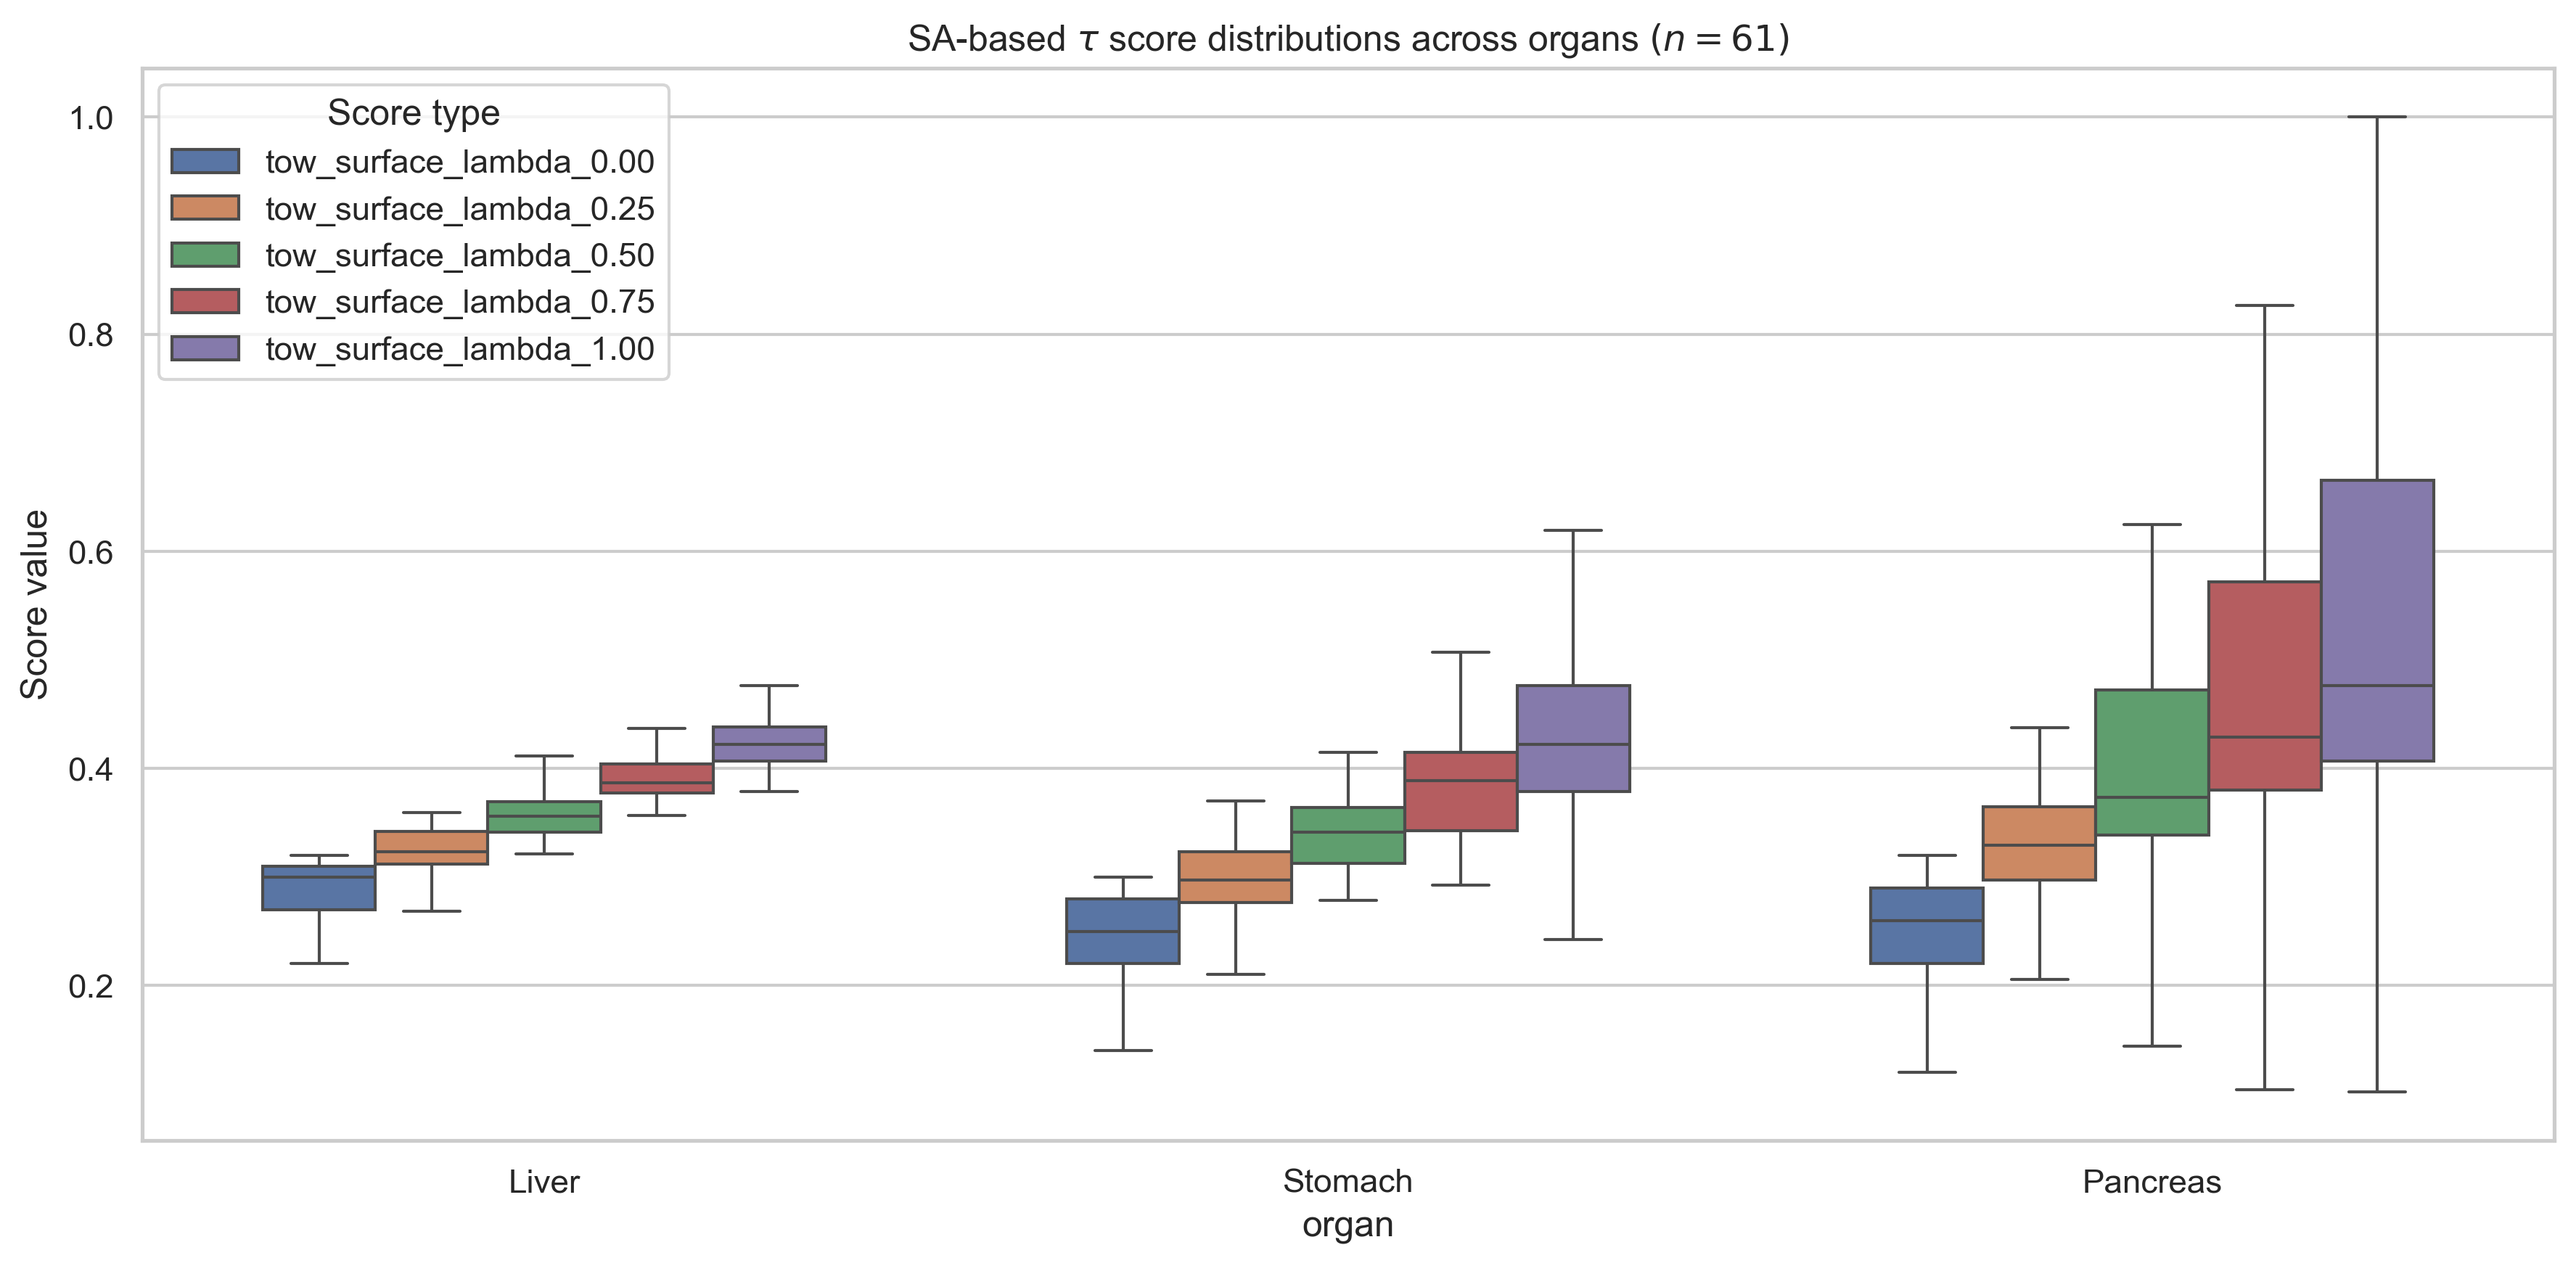 SA-based τ score distributions across organs (n = 61)
Score type
tow_surface_lambda_0.00
tow_surface_lambda_0.25
tow_surface_lambda_0.50
tow_surface_lambda_0.75
tow_surface_lambda_1.00
1.0
0.8
0.6
0.4
0.2
Score value
Liver
Stomach
Pancreas
organ